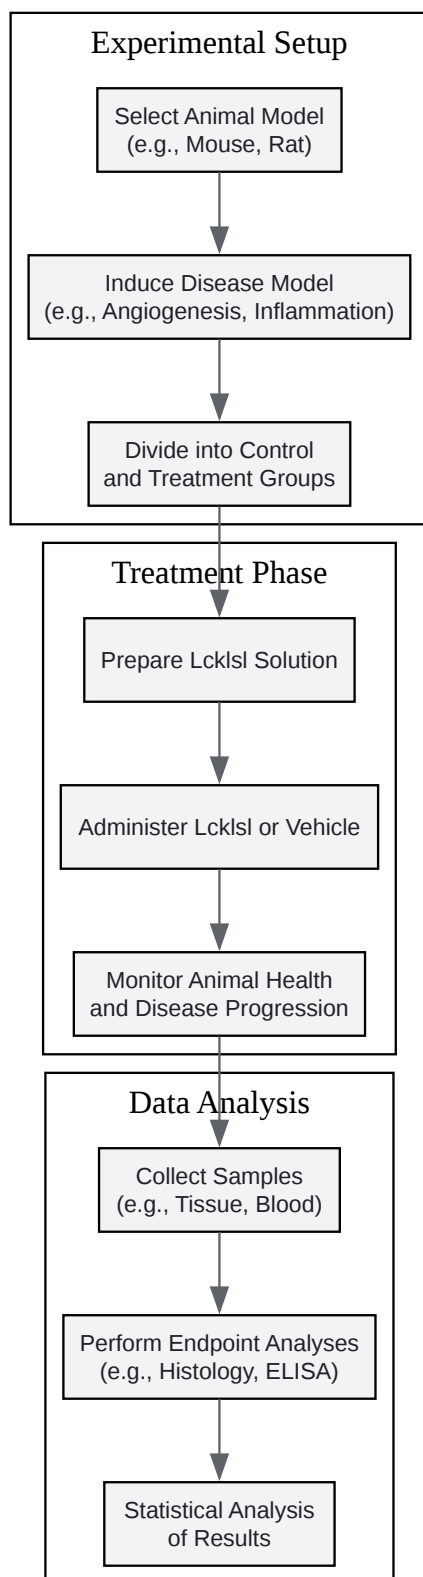 Experimental Setup
Select Animal Model
(e.g., Mouse, Rat)
Induce Disease Model
(e.g., Angiogenesis, Inflammation)
Divide into Control
and Treatment Groups
Treatment Phase
Prepare Lcklsl Solution
Administer Lcklsl or Vehicle
Monitor Animal Health
and Disease Progression
Data Analysis
Collect Samples
(e.g., Tissue, Blood)
Perform Endpoint Analyses
(e.g., Histology, ELISA)
Statistical Analysis
of Results